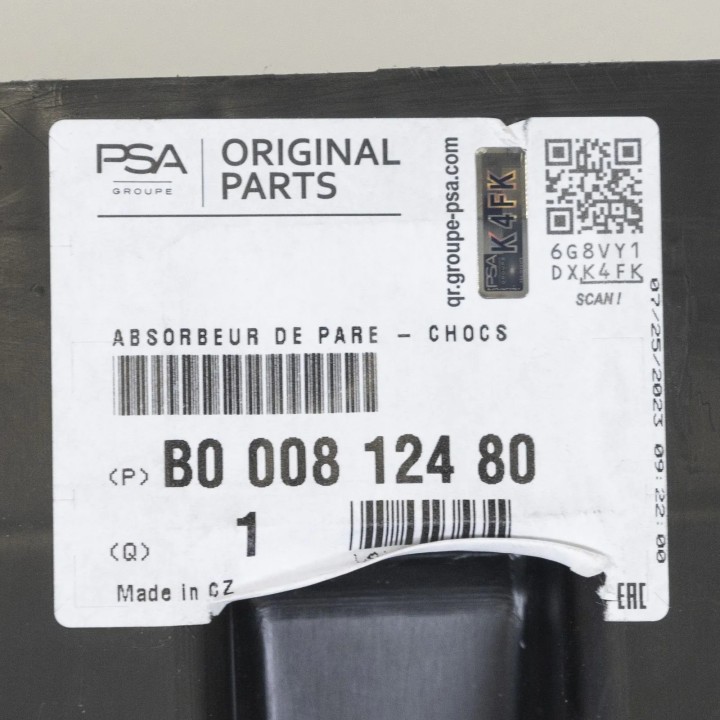 PSA
GROUPE
ORIGINAL
PARTS
qr.groupe-psa.com
PSA
K4FK
6G8VY1
DXK4FK
SCAN!
07/25/2023 09:22:00
ABSORBEUR DE PARE - CHOCS
(P) B0 008 124 80
(Q) 1
Made in CZ
EAC